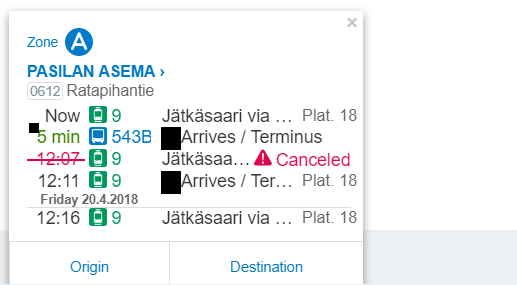 ×
Zone A
PASILAN ASEMA ›
0612 Ratapihantie
Now 9 Jätkäsaari via ... Plat. 18
5 min 543B Arrives / Terminus
12:07 9 Jätkäsaa... Canceled
12:11 9 Arrives / Ter... Plat. 18
Friday 20.4.2018
12:16 9 Jätkäsaari via ... Plat. 18
Origin Destination